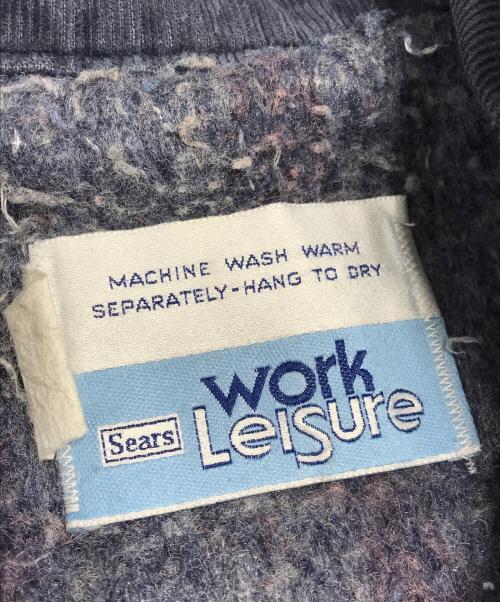 MACHINE WASH WARM
SEPARATELY-HANG TO DRY
Sears
Work
LeiSure